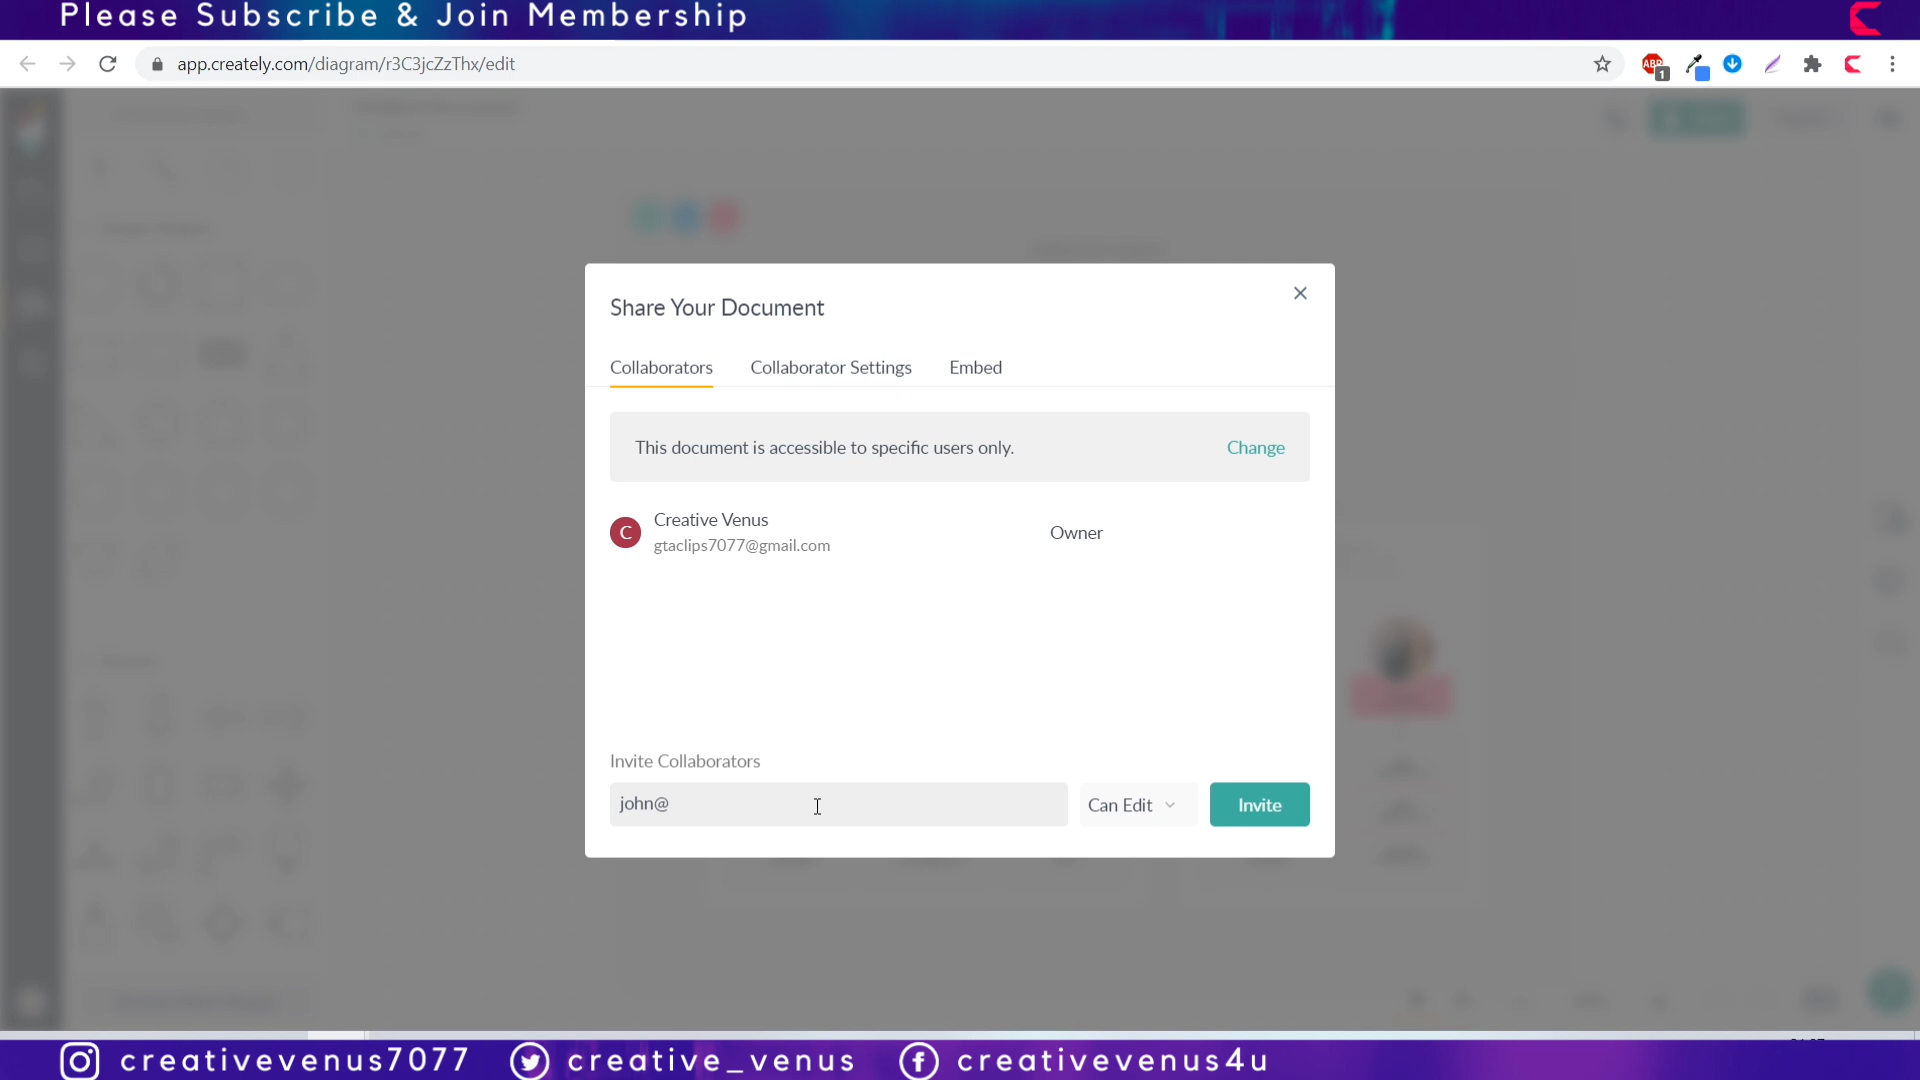 Please Subscribe & Join Membership
app.creately.com/diagram/r3C3jcZzThx/edit
ABP
1
Share Your Document
Collaborators Collaborator Settings Embed
This document is accessible to specific users only. Change
C
Creative Venus
gtaclips7077@gmail.com
Owner
Invite Collaborators
john@ Can Edit Invite
creativevenus7077 creative_venus creativevenus4u